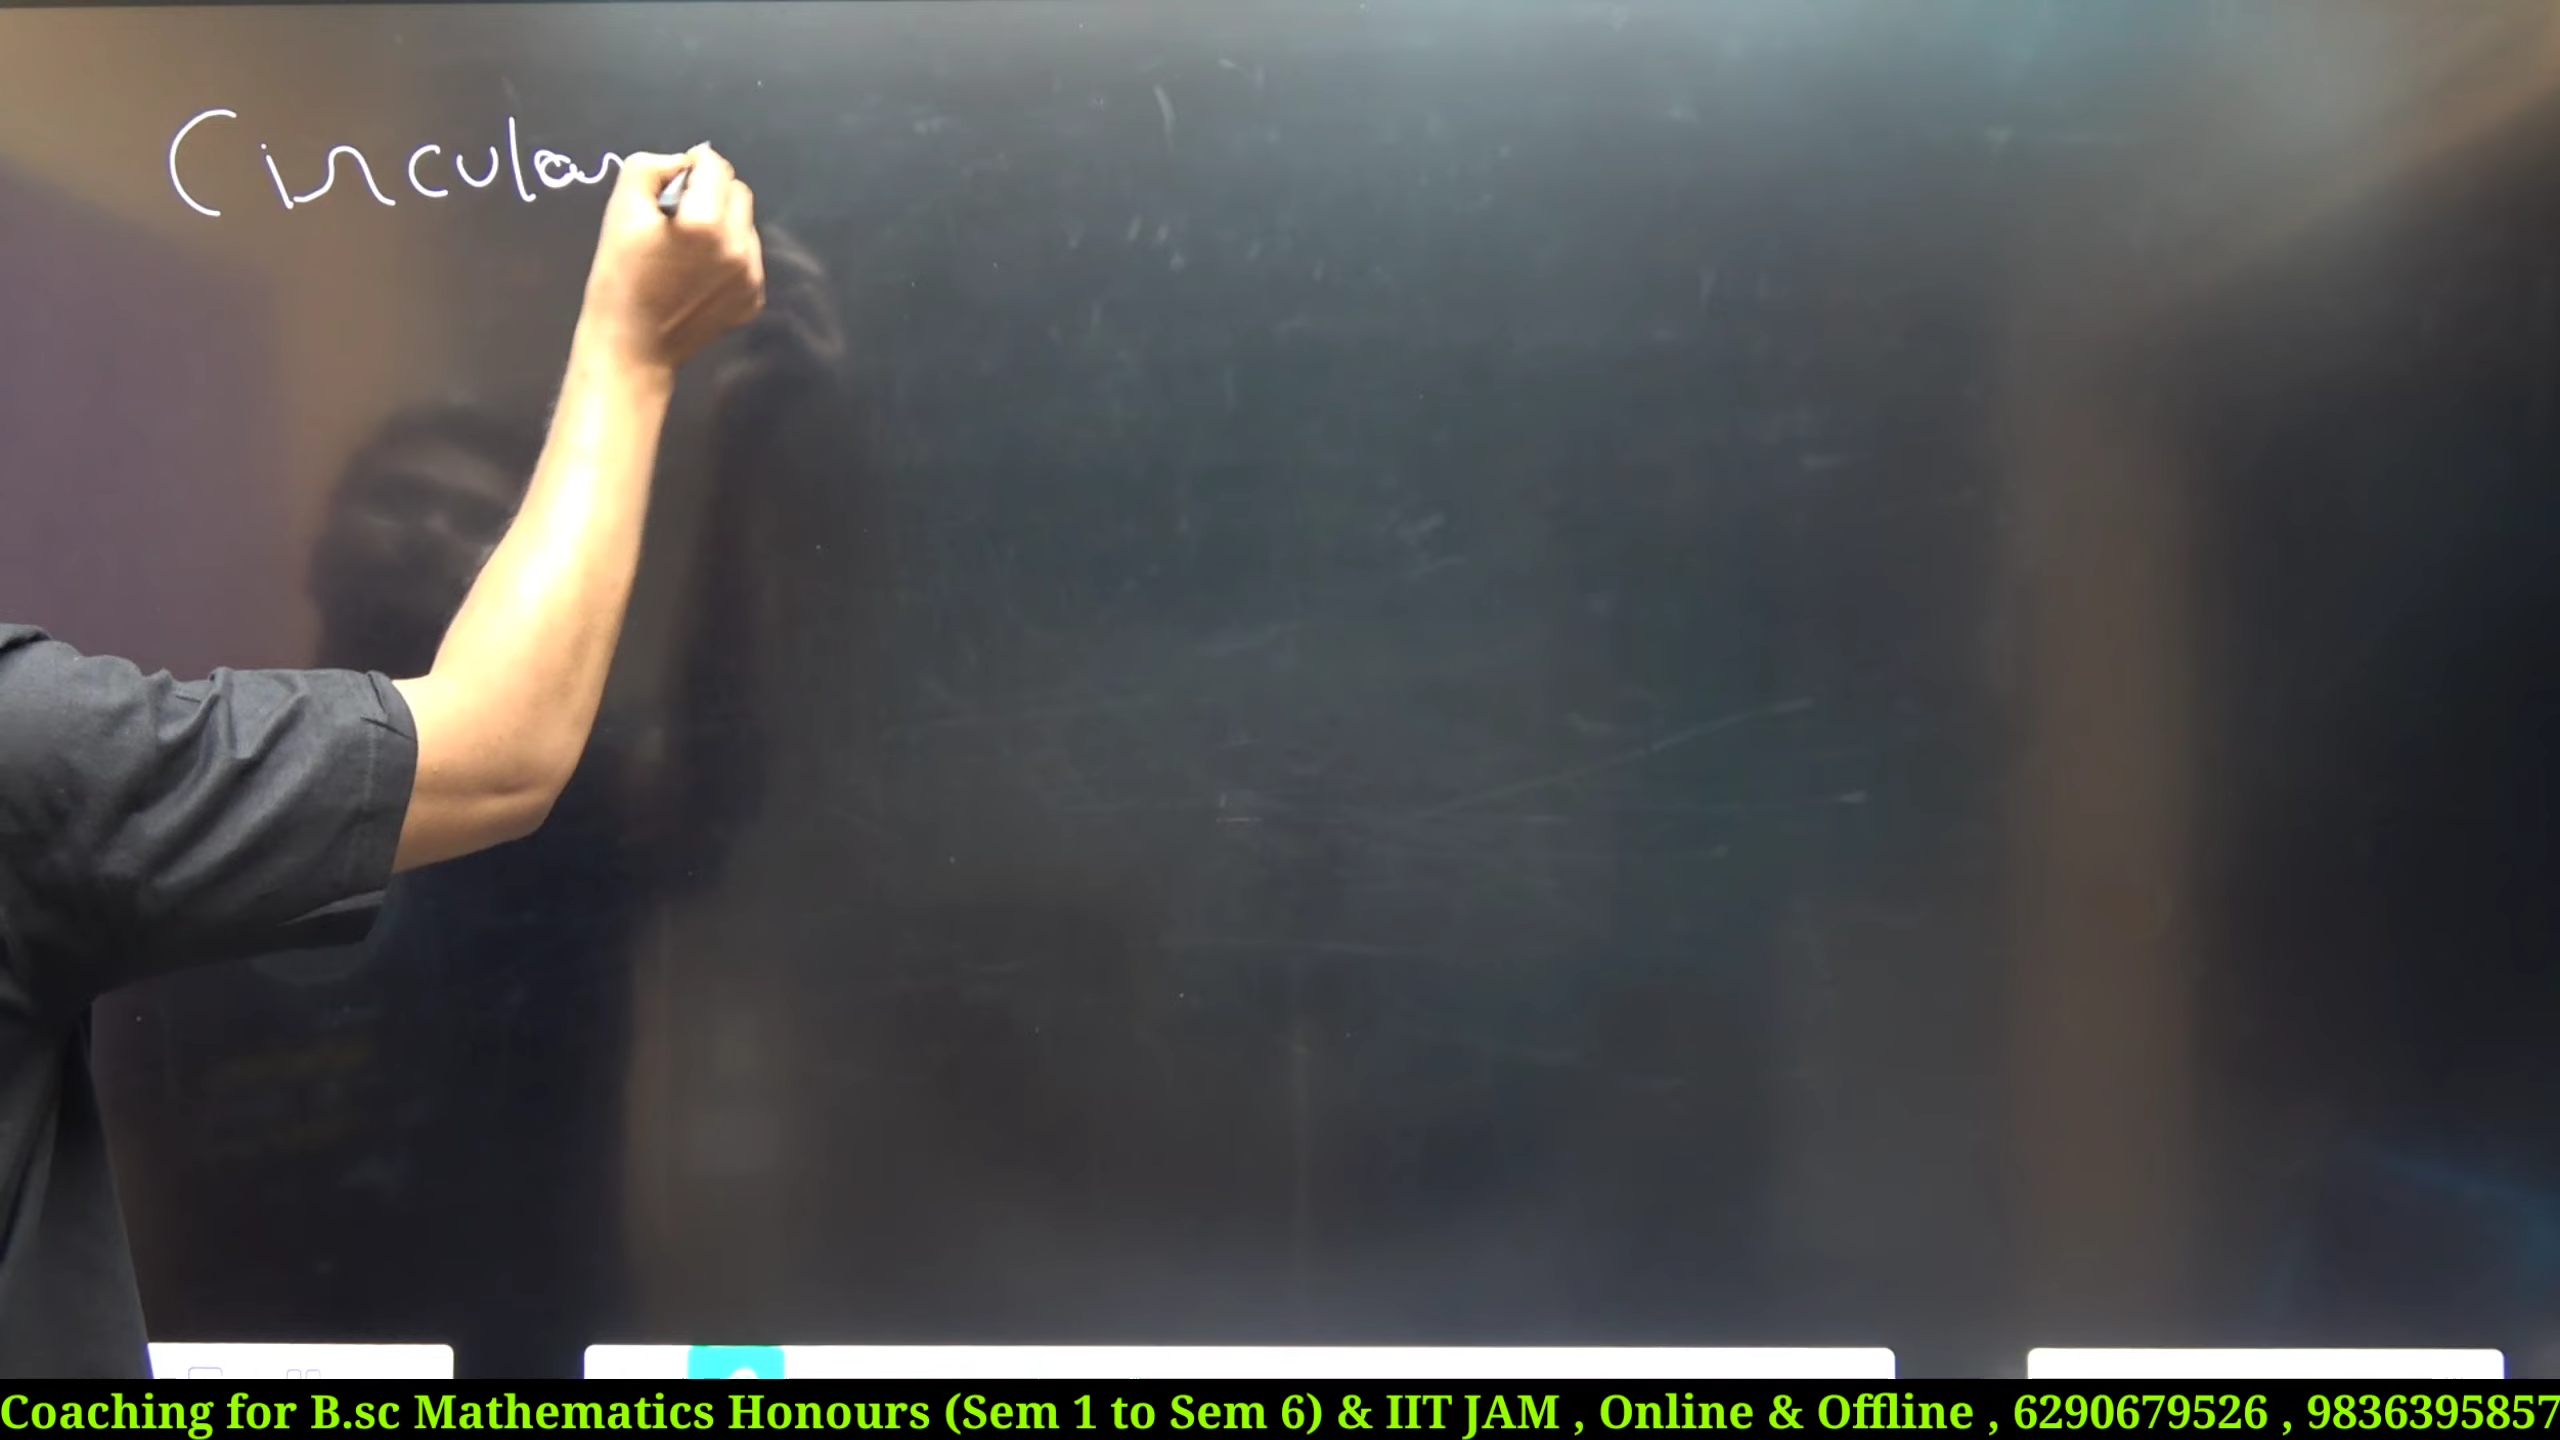 Circular
Coaching for B.sc Mathematics Honours (Sem 1 to Sem 6) & IIT JAM , Online & Offline , 6290679526 , 9836395857